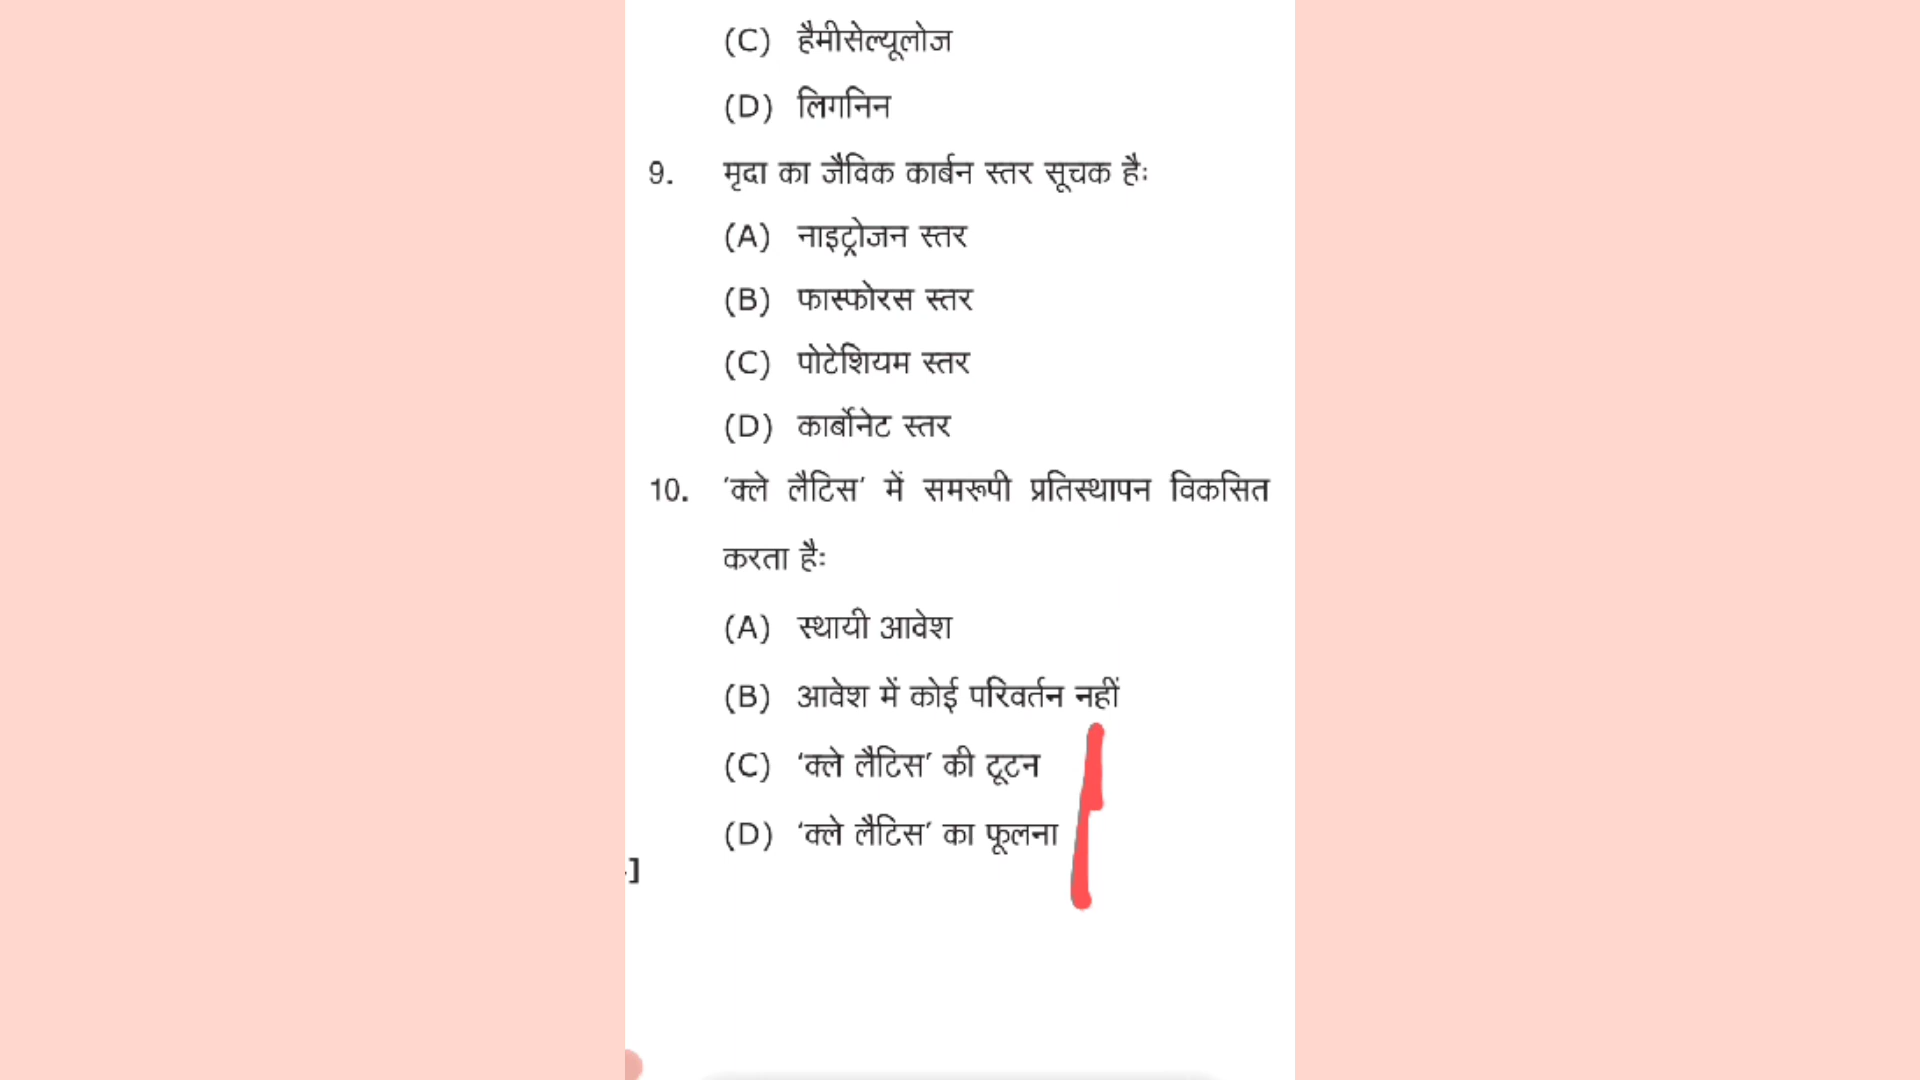 (C) हैमीसेल्यूलोज
(D) लिगनिन
9. मृदा का जैविक कार्बन स्तर सूचक हैः
(A) नाइट्रोजन स्तर
(B) फास्फोरस स्तर
(C) पोटेशियम स्तर
(D) कार्बोनेट स्तर
10. 'क्ले लैटिस' में समरूपी प्रतिस्थापन विकसित
करता हैः
(A) स्थायी आवेश
(B) आवेश में कोई परिवर्तन नहीं
(C) 'क्ले लैटिस' की टूटन
(D) 'क्ले लैटिस' का फूलना
]